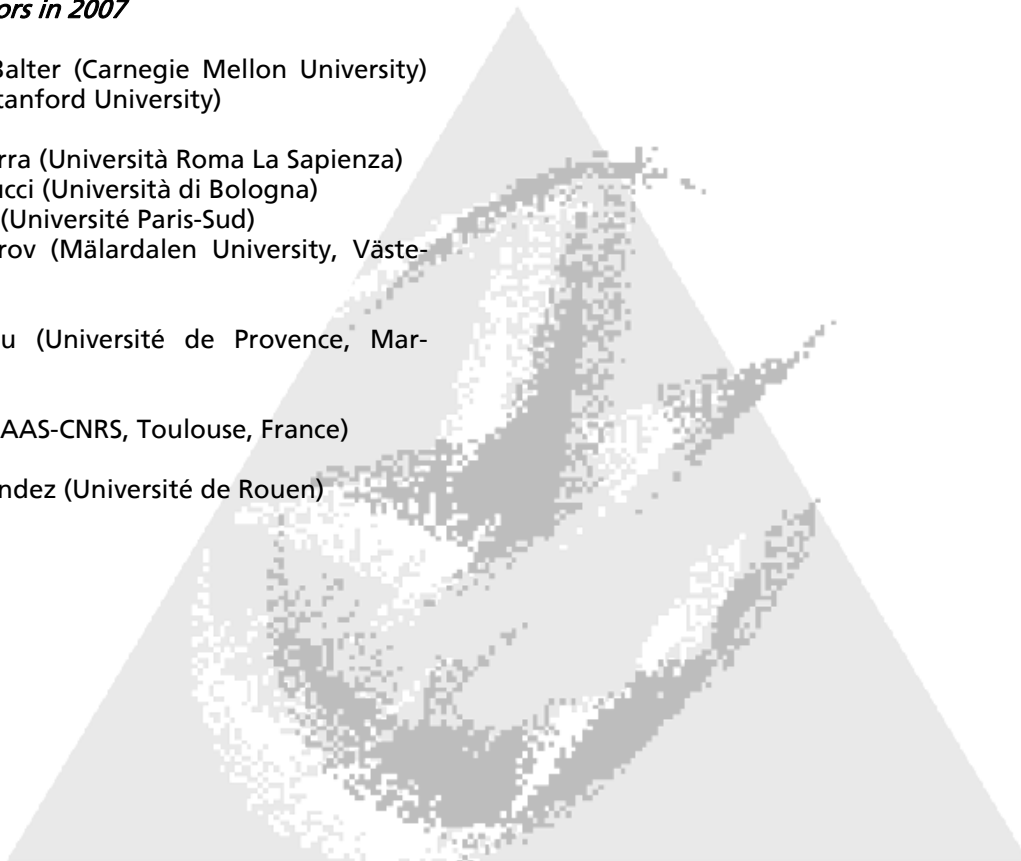 ors in 2007
Balter (Carnegie Mellon University)
tanford University)
rra (Università Roma La Sapienza)
ucci (Università di Bologna)
(Université Paris-Sud)
rov (Mälardalen University, Väste-
u (Université de Provence, Mar-
AAS-CNRS, Toulouse, France)
ndez (Université de Rouen)